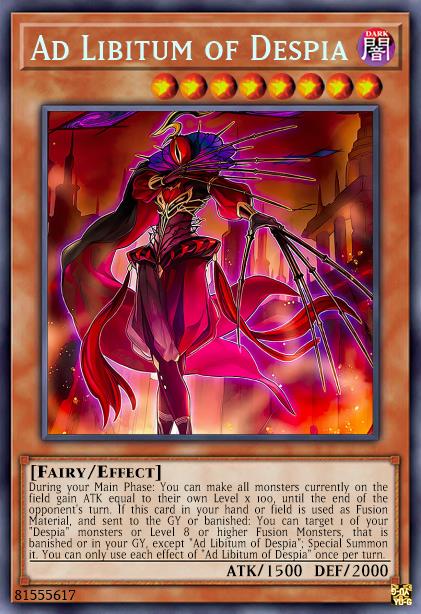 AD LIBITUM OF DESPIA
DARK
闇
[FAIRY/EFFECT]
During your Main Phase: You can make all monsters currently on the
field gain ATK equal to their own Level x 100, until the end of the
opponent's turn. If this card in your hand or field is used as Fusion
Material, and sent to the GY or banished: You can target 1 of your
"Despia" monsters or Level 8 or higher Fusion Monsters, that is
banished or in your GY, except "Ad Libitum of Despia"; Special Summon
it. You can only use each effect of "Ad Libitum of Despia" once per turn.
ATK/1500 DEF/2000
81555617